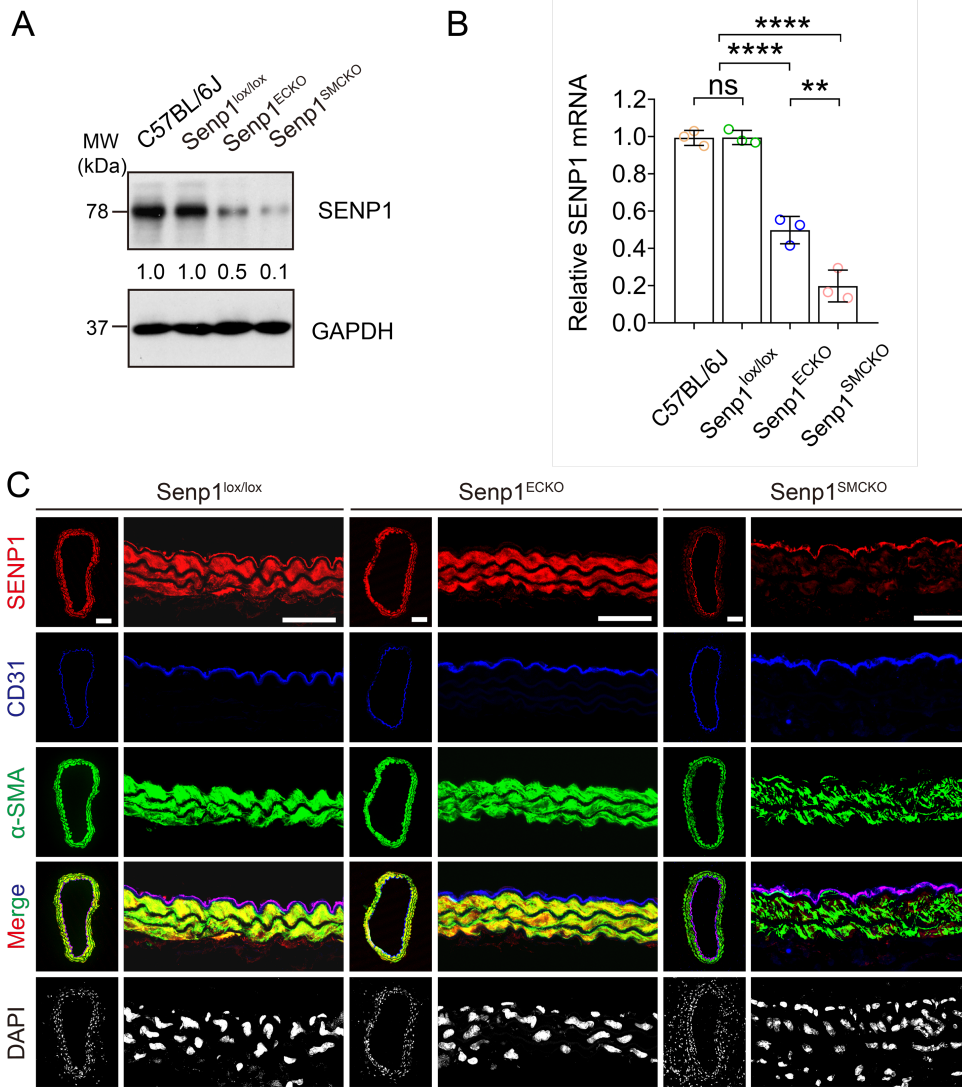 A
C57BL/6J
Senp1lox/lox
Senp1ECKO
Senp1SMCKO
MW
(kDa)
78
SENP1
1.0 1.0 0.5 0.1
37
GAPDH
B
****
****
ns
**
Relative SENP1 mRNA
1.2
1.0
0.8
0.6
0.4
0.2
0.0
C57BL/6J
Senp1lox/lox
Senp1ECKO
Senp1SMCKO
C
Senp1lox/lox
Senp1ECKO
Senp1SMCKO
SENP1
CD31
α-SMA
Merge
DAPI